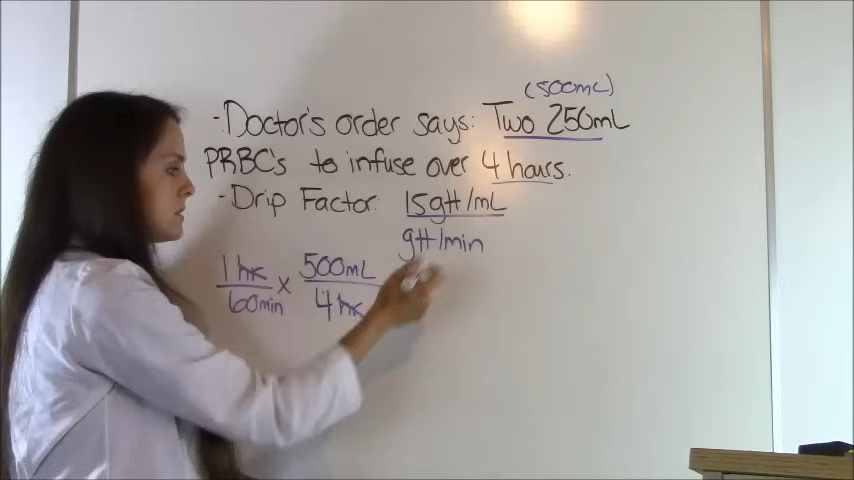 (500mL)
- Doctor's order says: Two 250mL
PRBC's to infuse over 4 hours.
- Drip Factor: 15gtt/mL
gtt/min
1 hr x 500mL
60min 4 hr